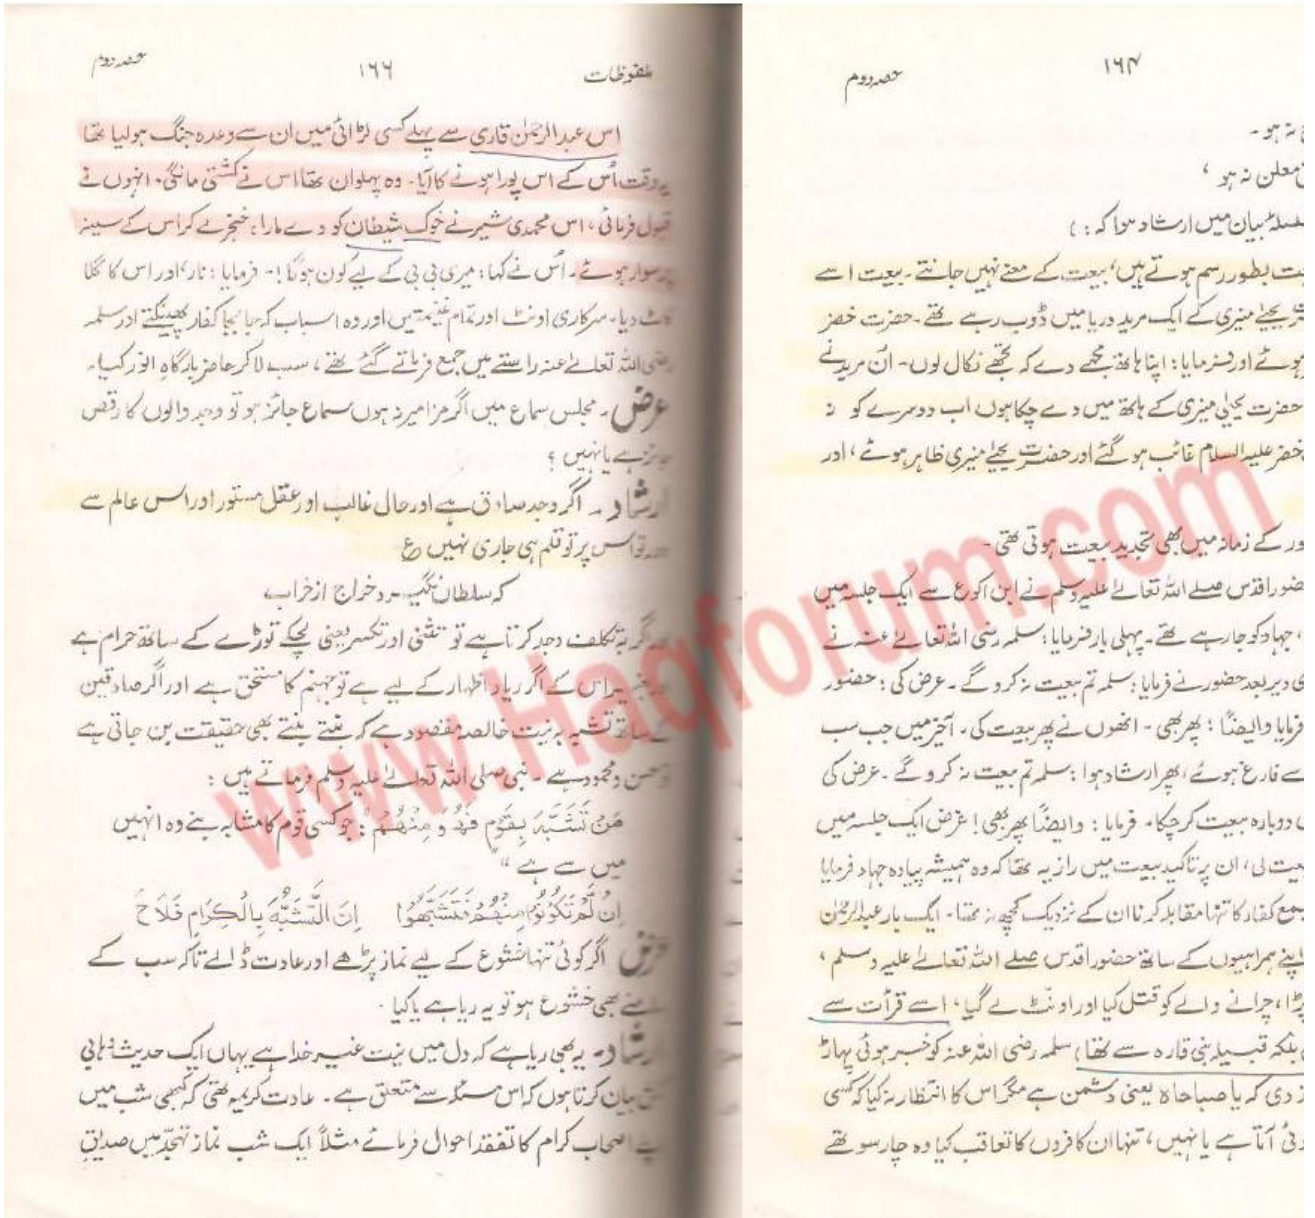 ملفوظات ۱۶۶ حصہ دوم
اس عبدالرحمٰن قاری سے پہلے کسی لڑائی میں ان سے وعدہ جنگ ہولیا تھا
یہ وقت اُس کے اس پورا ہونے کا آیا۔ وہ پہلوان تھا اس نے کشتی مانگی۔ انہوں نے
قبول فرمائی، اس محمدی شیر نے خوک شیطان کو دے مارا، خنجر لے کر اس کے سینہ
پر سوار ہوئے۔ اُس نے کہا: میری بی بی کے لیے کون ہوگا!۔ فرمایا: نار، اور اس کا گلا
کاٹ دیا۔ سرکاری اونٹ اور تمام غنیمتیں اور وہ اسباب کہ جا بجا کفار پھینکتے اور سلمہ
رضی اللہ تعالےٰ عنہ راستے میں جمع فرماتے گئے تھے، سب لا کر حاضر بارگاہِ انور کیا۔
عرض ۔ مجلس سماع میں اگر مزامیر نہ ہوں سماع جائز ہو تو وجد والوں کا رقص
جائز ہے یا نہیں ؟
ارشاد ۔ اگر وجد صادق ہے اور حال غالب اور عقل مستور اور اس عالم سے
دور تو اس پر تو قلم ہی جاری نہیں ع
کہ سلطان نگیرد خراج از خراب
اور اگر بہ تکلف وجد کرتا ہے تو تثنی اور تکسر یعنی لچکے توڑے کے ساتھ حرام ہے
اور بغیر اس کے اگر ریا و اظہار کے لیے ہے تو جہنم کا مستحق ہے اور اگر صادقین
کے ساتھ تشبہ بہ نیت خالصہ مقصود ہے کہ بنتے بنتے بھی حقیقت بن جاتی ہے
تو حسن و محمود ہے ۔ نبی صلی اللہ تعالےٰ علیہ وسلم فرماتے ہیں :
مَنْ تَشَبَّہَ بِقَوْمٍ فَھُوَ مِنْھُمْ : جو کسی قوم کا مشابہ بنے وہ انہیں
میں سے ہے "
اِنْ لَّمْ تَكُوْنُوْا مِنْهُمْ فَتَشَبَّهُوْا اِنَّ التَّشَبُّهَ بِالْكِرَامِ فَلَاحٌ
عرض اگر کوئی تنہا خشوع کے لیے نماز پڑھے اور عادت ڈالے تاکہ سب کے
سامنے بھی خشوع ہو تو یہ ریا ہے یا کیا ۔
ارشاد ۔ یہ بھی ریا ہے کہ دل میں نیت غیر خدا ہے یہاں ایک حدیث
بیان کرتا ہوں کہ اس مسئلہ سے متعلق ہے ۔ عادت کریمہ تھی کہ کبھی شب میں
اپنے اصحاب کرام کا تفقد احوال فرماتے مثلاً ایک شب نماز تہجد میں صدیق
۱۶۴ حصہ دوم
نہ ہو ۔
معلن نہ ہو ،
سلسلۂ بیان میں ارشاد ہوا کہ : )
بطور رسم ہوتے ہیں، بیعت کے معنے نہیں جانتے ۔ بیعت اسے
یحییٰ منیری کے ایک مرید دریا میں ڈوب رہے تھے ۔ حضرت خضر
ہوئے اور فرمایا : اپنا ہاتھ مجھے دے کہ تجھے نکال لوں ۔ ان مرید نے
حضرت یحییٰ منیری کے ہاتھ میں دے چکا ہوں اب دوسرے کو نہ
خضر علیہ السلام غائب ہوگئے اور حضرت یحییٰ منیری ظاہر ہوئے، اور
کے زمانہ میں بھی تجدید بیعت ہوتی تھی ۔
حضور اقدس صلے اللہ تعالےٰ علیہ وسلم نے ابن اکوع سے ایک جلسہ میں
، جہاد کو جارہے تھے ۔ پہلی بار فرمایا : سلمہ رضی اللہ تعالےٰ عنہ نے
دیر بعد حضور نے فرمایا : سلمہ تم بیعت نہ کرو گے ۔ عرض کی : حضور
فرمایا وایضًا : پھر بھی ۔ انھوں نے پھر بیعت کی ۔ آخر میں جب سب
سے فارغ ہوئے ، پھر ارشاد ہوا : سلمہ تم بیعت نہ کرو گے ۔ عرض کی
دوبارہ بیعت کر چکا ۔ فرمایا : وایضًا پھر بھی ! غرض ایک جلسہ میں
بیعت لی ، ان پر تاکید بیعت میں راز یہ تھا کہ وہ ہمیشہ پیادہ جہاد فرمایا
مجمع کفار کا تنہا مقابلہ کرنا ان کے نزدیک کچھ نہ تھا ۔ ایک بار عبدالرحمٰن
اپنے ہمراہیوں کے ساتھ حضور اقدس صلے اللہ تعالےٰ علیہ وسلم ،
پڑا ، چرانے والے کو قتل کیا اور اونٹ لے گیا ، اسے قرأت سے
بلکہ قبیلہ بنی قارہ سے تھا ) سلمہ رضی اللہ عنہ کو خبر ہوئی پہاڑ
دی کہ یا صباحاہ یعنی دشمن ہے مگر اس کا انتظار نہ کیا کہ کسی
آتا ہے یا نہیں ، تنہا ان کافروں کا تعاقب کیا وہ چار سو تھے
www.Haqforum.com